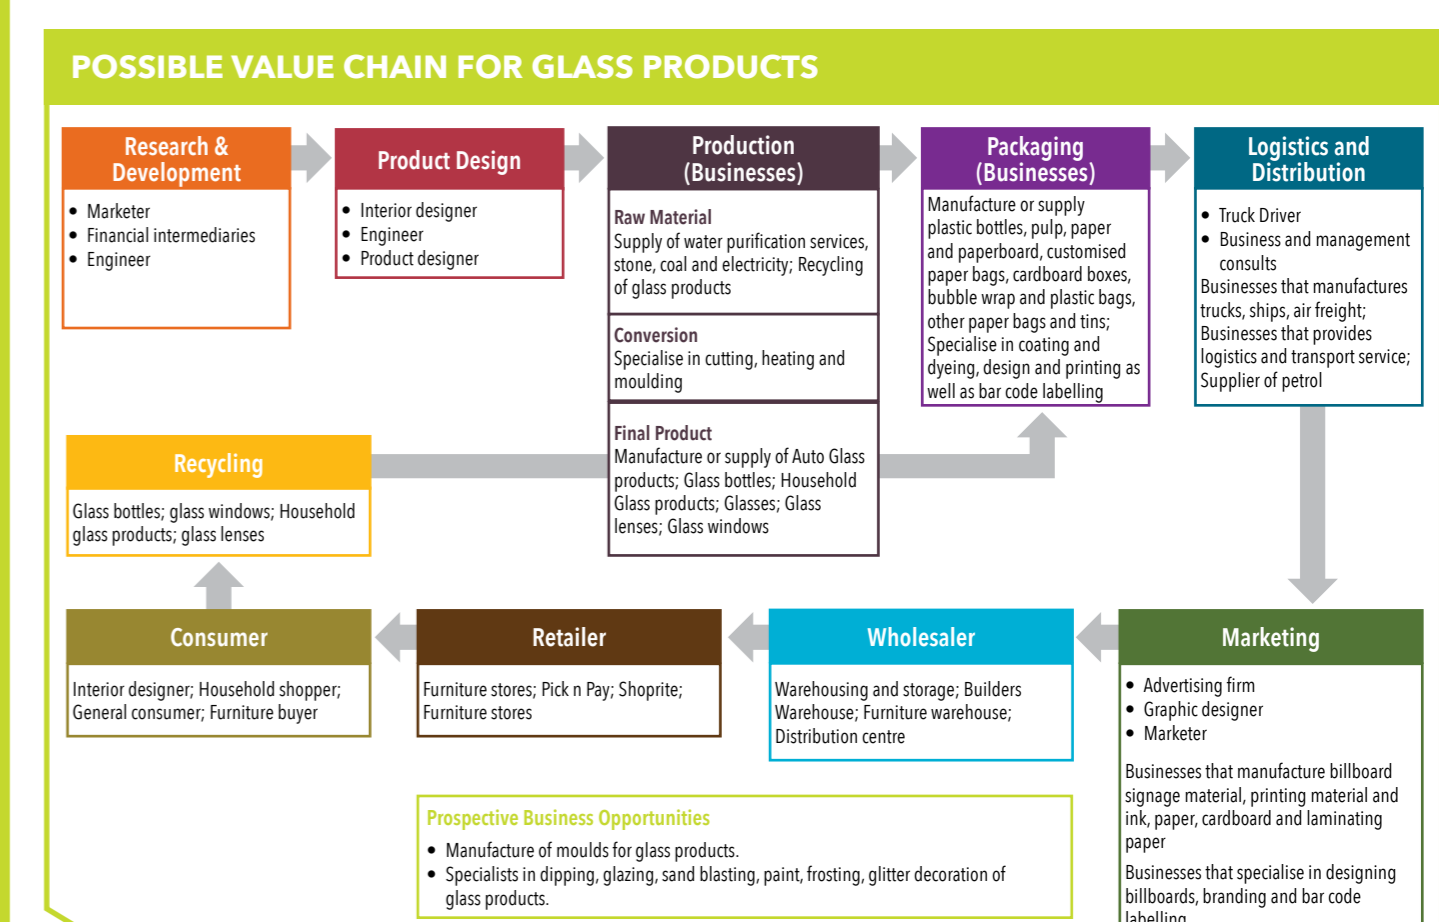 POSSIBLE VALUE CHAIN FOR GLASS PRODUCTS
Research &
Development
• Marketer
• Financial intermediaries
• Engineer
Product Design
• Interior designer
• Engineer
• Product designer
Production
(Businesses)
Raw Material
Supply of water purification services,
stone, coal and electricity; Recycling
of glass products
Conversion
Specialise in cutting, heating and
moulding
Final Product
Manufacture or supply of Auto Glass
products; Glass bottles; Household
Glass products; Glasses; Glass
lenses; Glass windows
Packaging
(Businesses)
Manufacture or supply
plastic bottles, pulp, paper
and paperboard, customised
paper bags, cardboard boxes,
bubble wrap and plastic bags,
other paper bags and tins;
Specialise in coating and
dyeing, design and printing as
well as bar code labelling
Logistics and
Distribution
• Truck Driver
• Business and management
consults
Businesses that manufactures
trucks, ships, air freight;
Businesses that provides
logistics and transport service;
Supplier of petrol
Recycling
Glass bottles; glass windows; Household
glass products; glass lenses
Consumer
Interior designer; Household shopper;
General consumer; Furniture buyer
Retailer
Furniture stores; Pick n Pay; Shoprite;
Furniture stores
Wholesaler
Warehousing and storage; Builders
Warehouse; Furniture warehouse;
Distribution centre
Marketing
• Advertising firm
• Graphic designer
• Marketer
Businesses that manufacture billboard
signage material, printing material and
ink, paper, cardboard and laminating
paper
Businesses that specialise in designing
billboards, branding and bar code
labelling
Prospective Business Opportunities
• Manufacture of moulds for glass products.
• Specialists in dipping, glazing, sand blasting, paint, frosting, glitter decoration of
glass products.